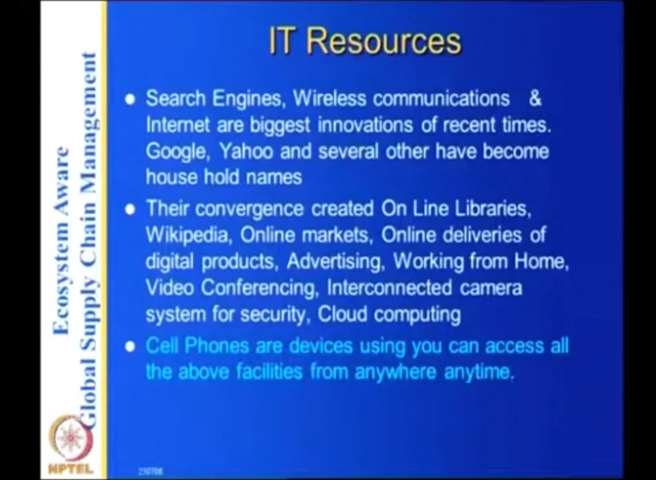 IT Resources
Search Engines, Wireless communications &
Internet are biggest innovations of recent times.
Google, Yahoo and several other have become
house hold names
Their convergence created On Line Libraries,
Wikipedia, Online markets, Online deliveries of
digital products, Advertising, Working from Home,
Video Conferencing, Interconnected camera
system for security, Cloud computing
Cell Phones are devices using you can access all
the above facilities from anywhere anytime.
Ecosystem Aware
Global Supply Chain Management
NPTEL